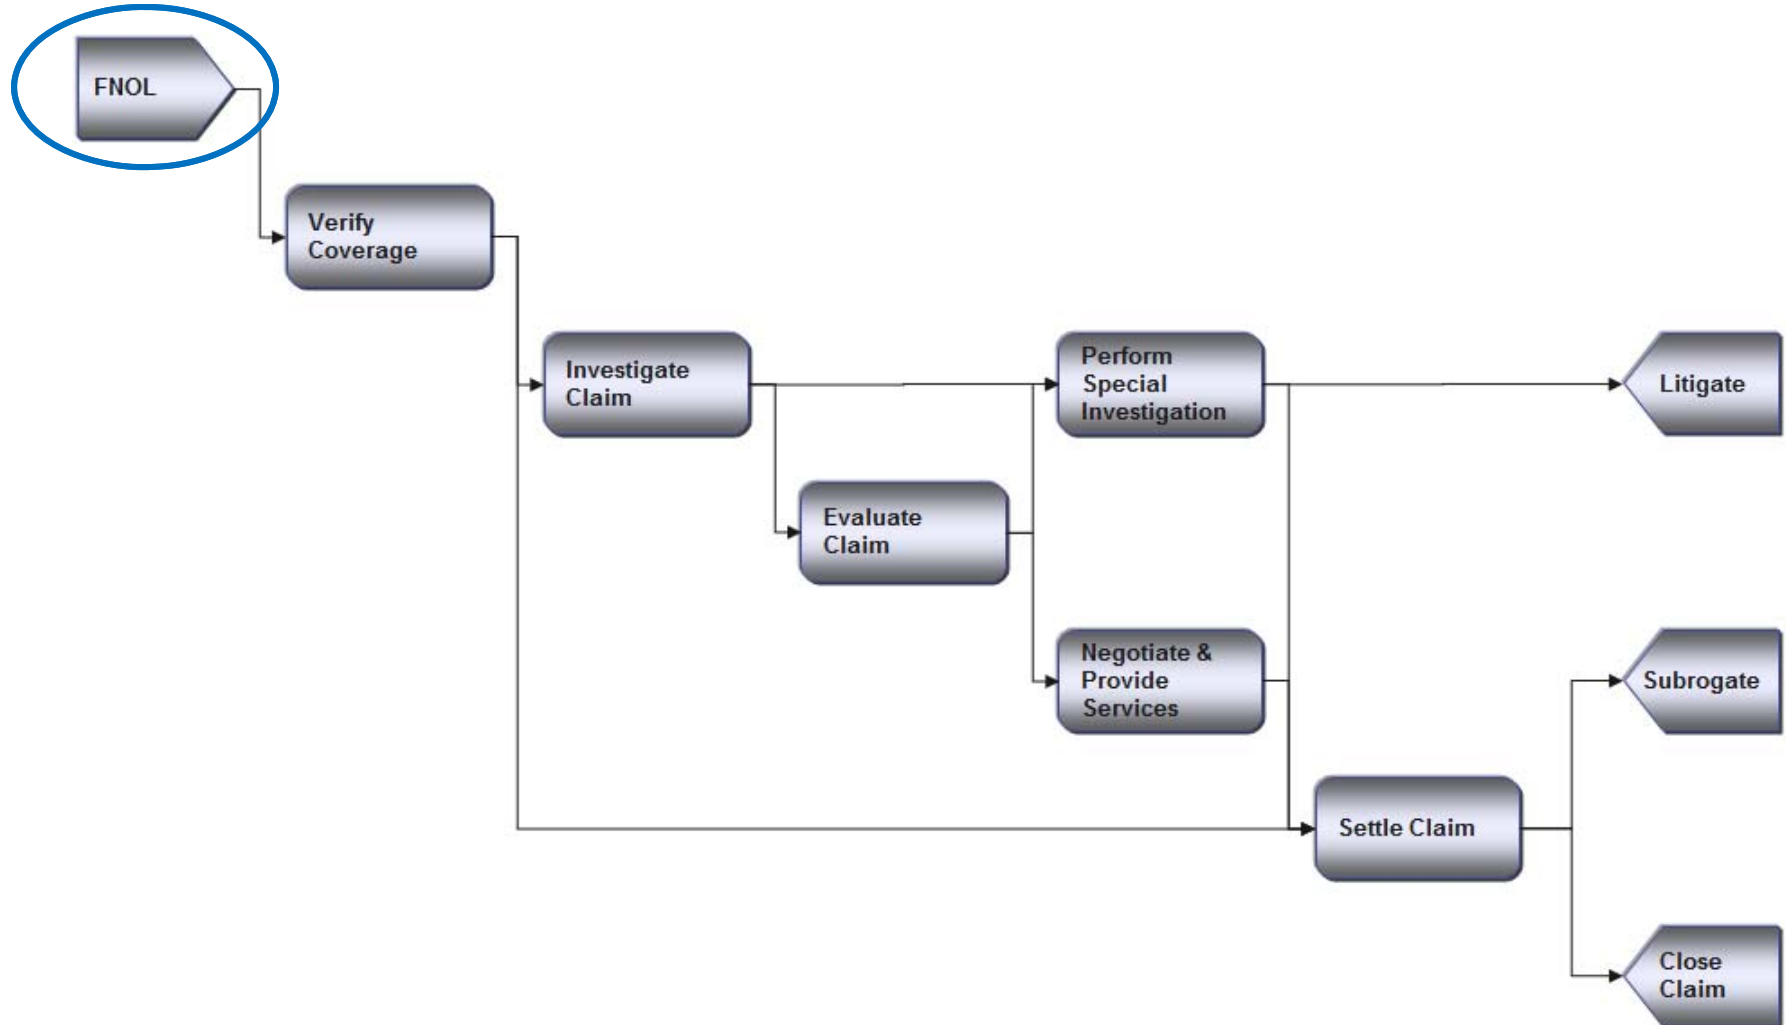 FNOL
Verify
Coverage
Investigate
Claim
Perform
Special
Investigation
Litigate
Evaluate
Claim
Negotiate &
Provide
Services
Subrogate
Settle Claim
Close
Claim